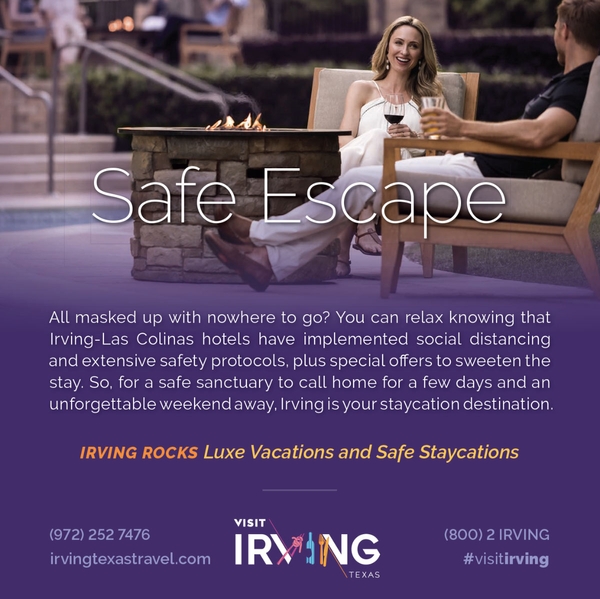 Safe Escape
All masked up with nowhere to go? You can relax knowing that
Irving-Las Colinas hotels have implemented social distancing
and extensive safety protocols, plus special offers to sweeten the
stay. So, for a safe sanctuary to call home for a few days and an
unforgettable weekend away, Irving is your staycation destination.
IRVING ROCKS Luxe Vacations and Safe Staycations
(972) 252 7476
irvingtexastravel.com
VISIT
IRVING
TEXAS
(800) 2 IRVING
#visitirving